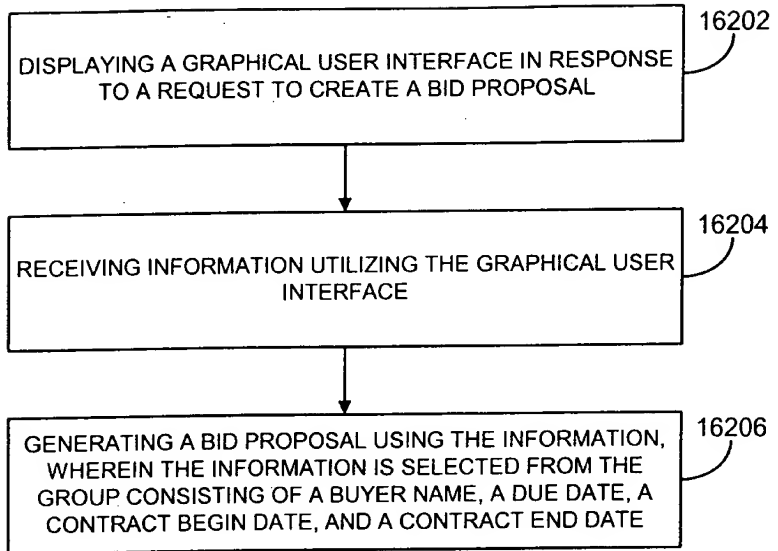 16202
DISPLAYING A GRAPHICAL USER INTERFACE IN RESPONSE
TO A REQUEST TO CREATE A BID PROPOSAL
16204
RECEIVING INFORMATION UTILIZING THE GRAPHICAL USER
INTERFACE
16206
GENERATING A BID PROPOSAL USING THE INFORMATION,
WHEREIN THE INFORMATION IS SELECTED FROM THE
GROUP CONSISTING OF A BUYER NAME, A DUE DATE, A
CONTRACT BEGIN DATE, AND A CONTRACT END DATE